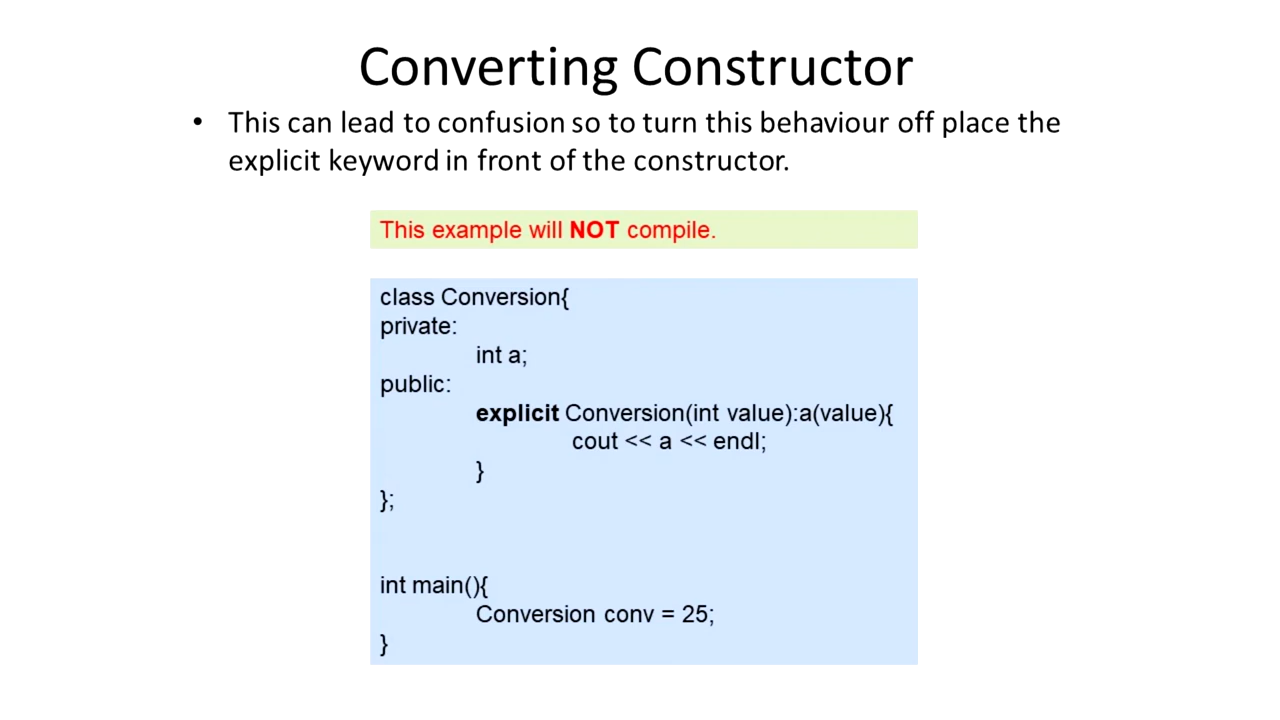 Converting Constructor
• This can lead to confusion so to turn this behaviour off place the
explicit keyword in front of the constructor.
This example will NOT compile.
class Conversion{
private:
int a;
public:
explicit Conversion(int value):a(value){
cout << a << endl;
}
};
int main(){
Conversion conv = 25;
}